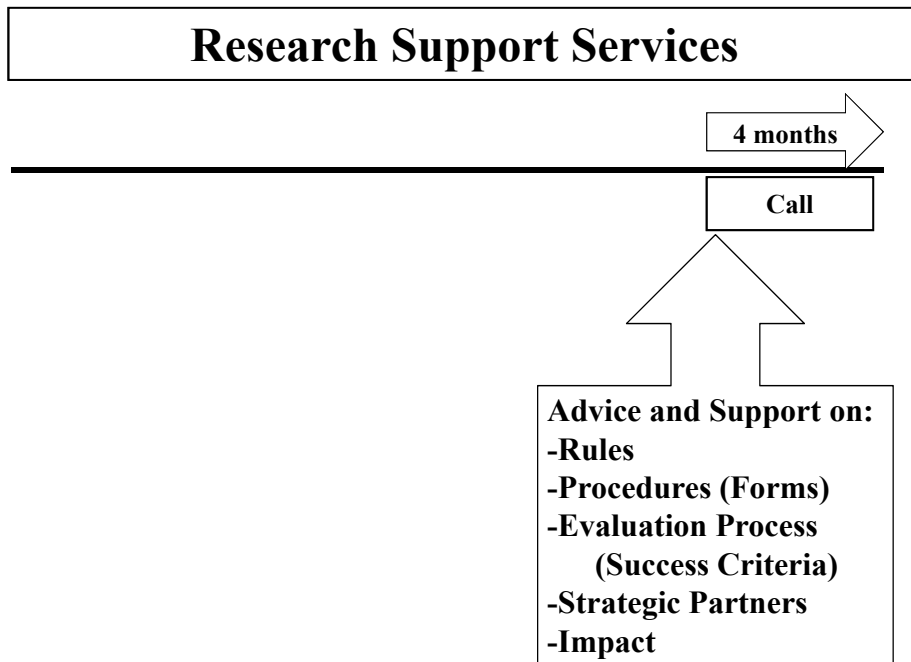 Research Support Services
4 months
Call
Advice and Support on:
-Rules
-Procedures (Forms)
-Evaluation Process
(Success Criteria)
-Strategic Partners
-Impact